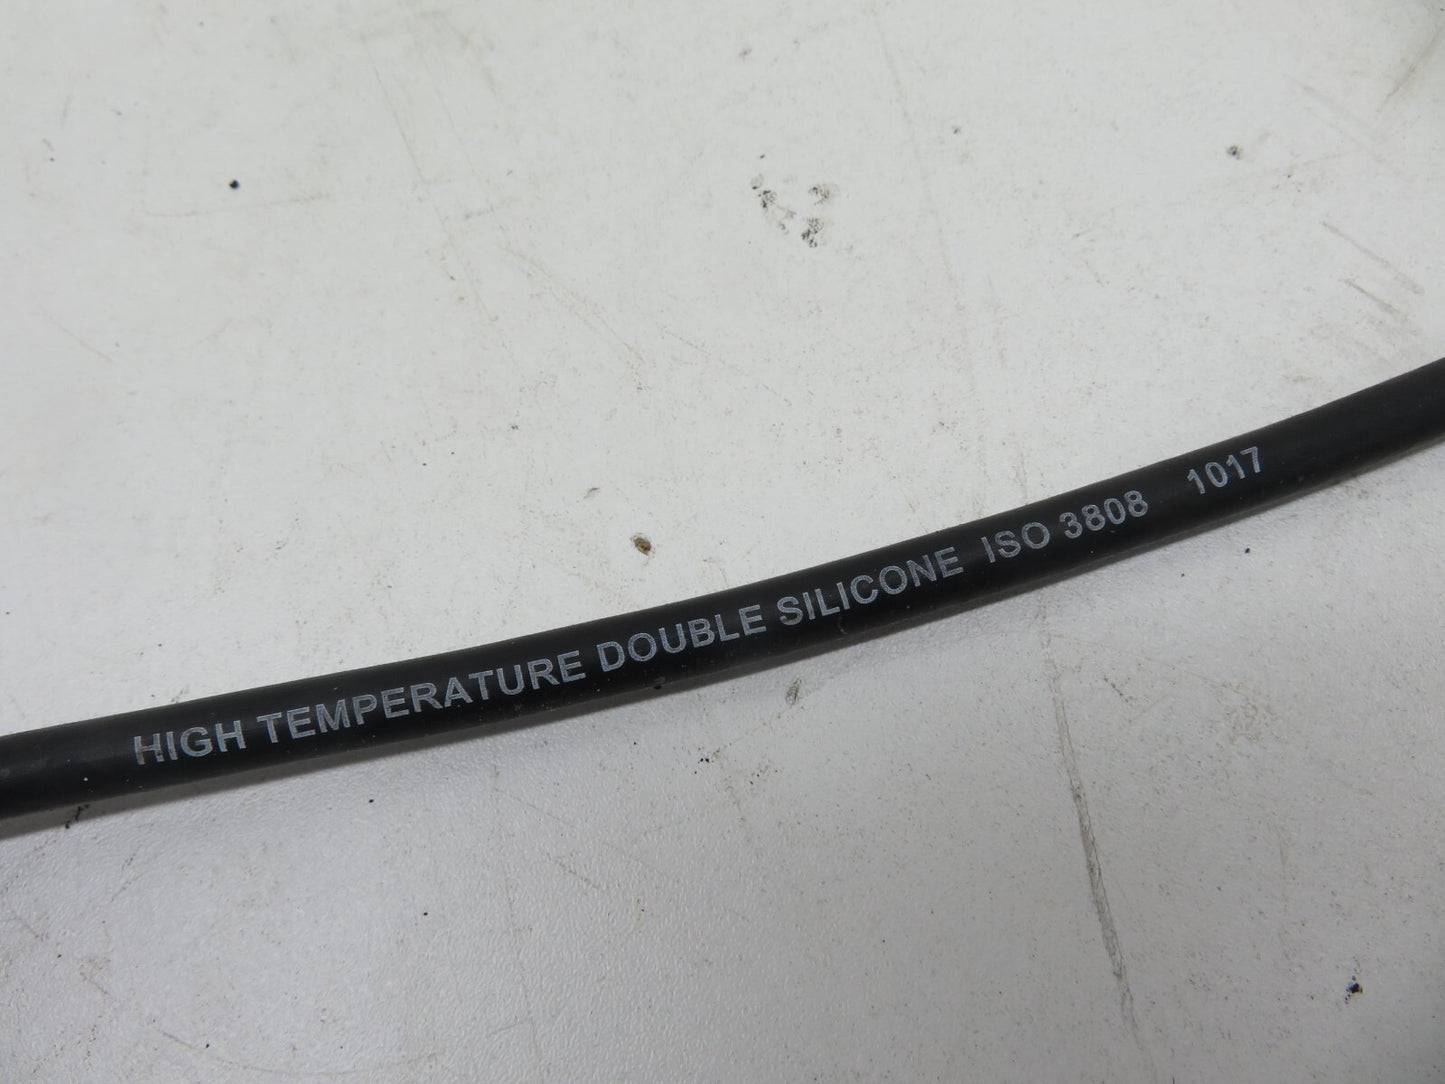 HIGH TEMPERATURE DOUBLE SILICONE ISO 3808 1017